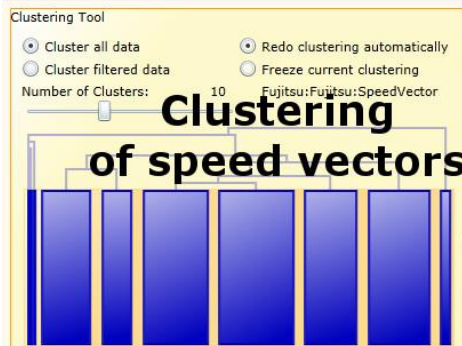 Clustering Tool
Cluster all data
Redo clustering automatically
Cluster filtered data
Freeze current clustering
Number of Clusters: 10
Fujitsu:Fujitsu:SpeedVector
Clustering
of speed vectors